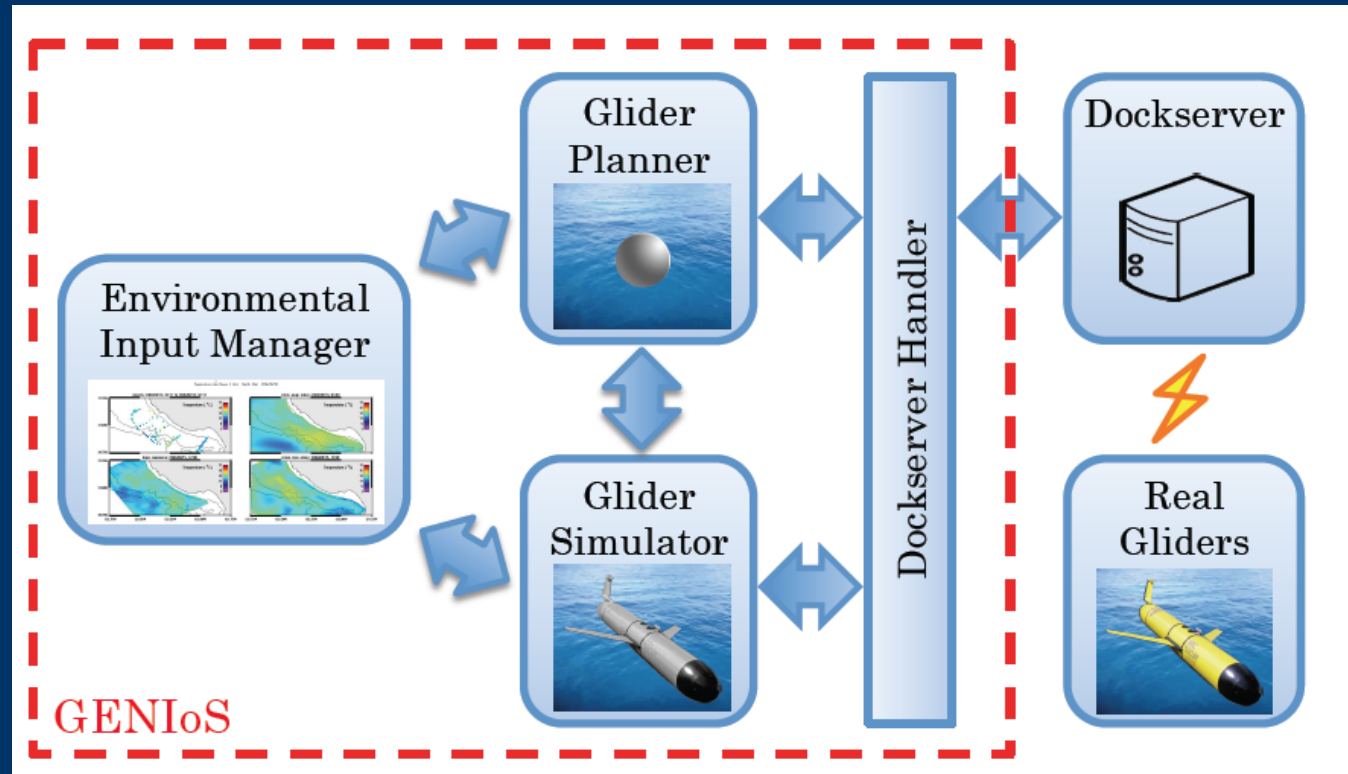 Glider
Planner
Dockserver
Environmental
Input Manager
Dockserver Handler
Glider
Simulator
Real
Gliders
GENIoS